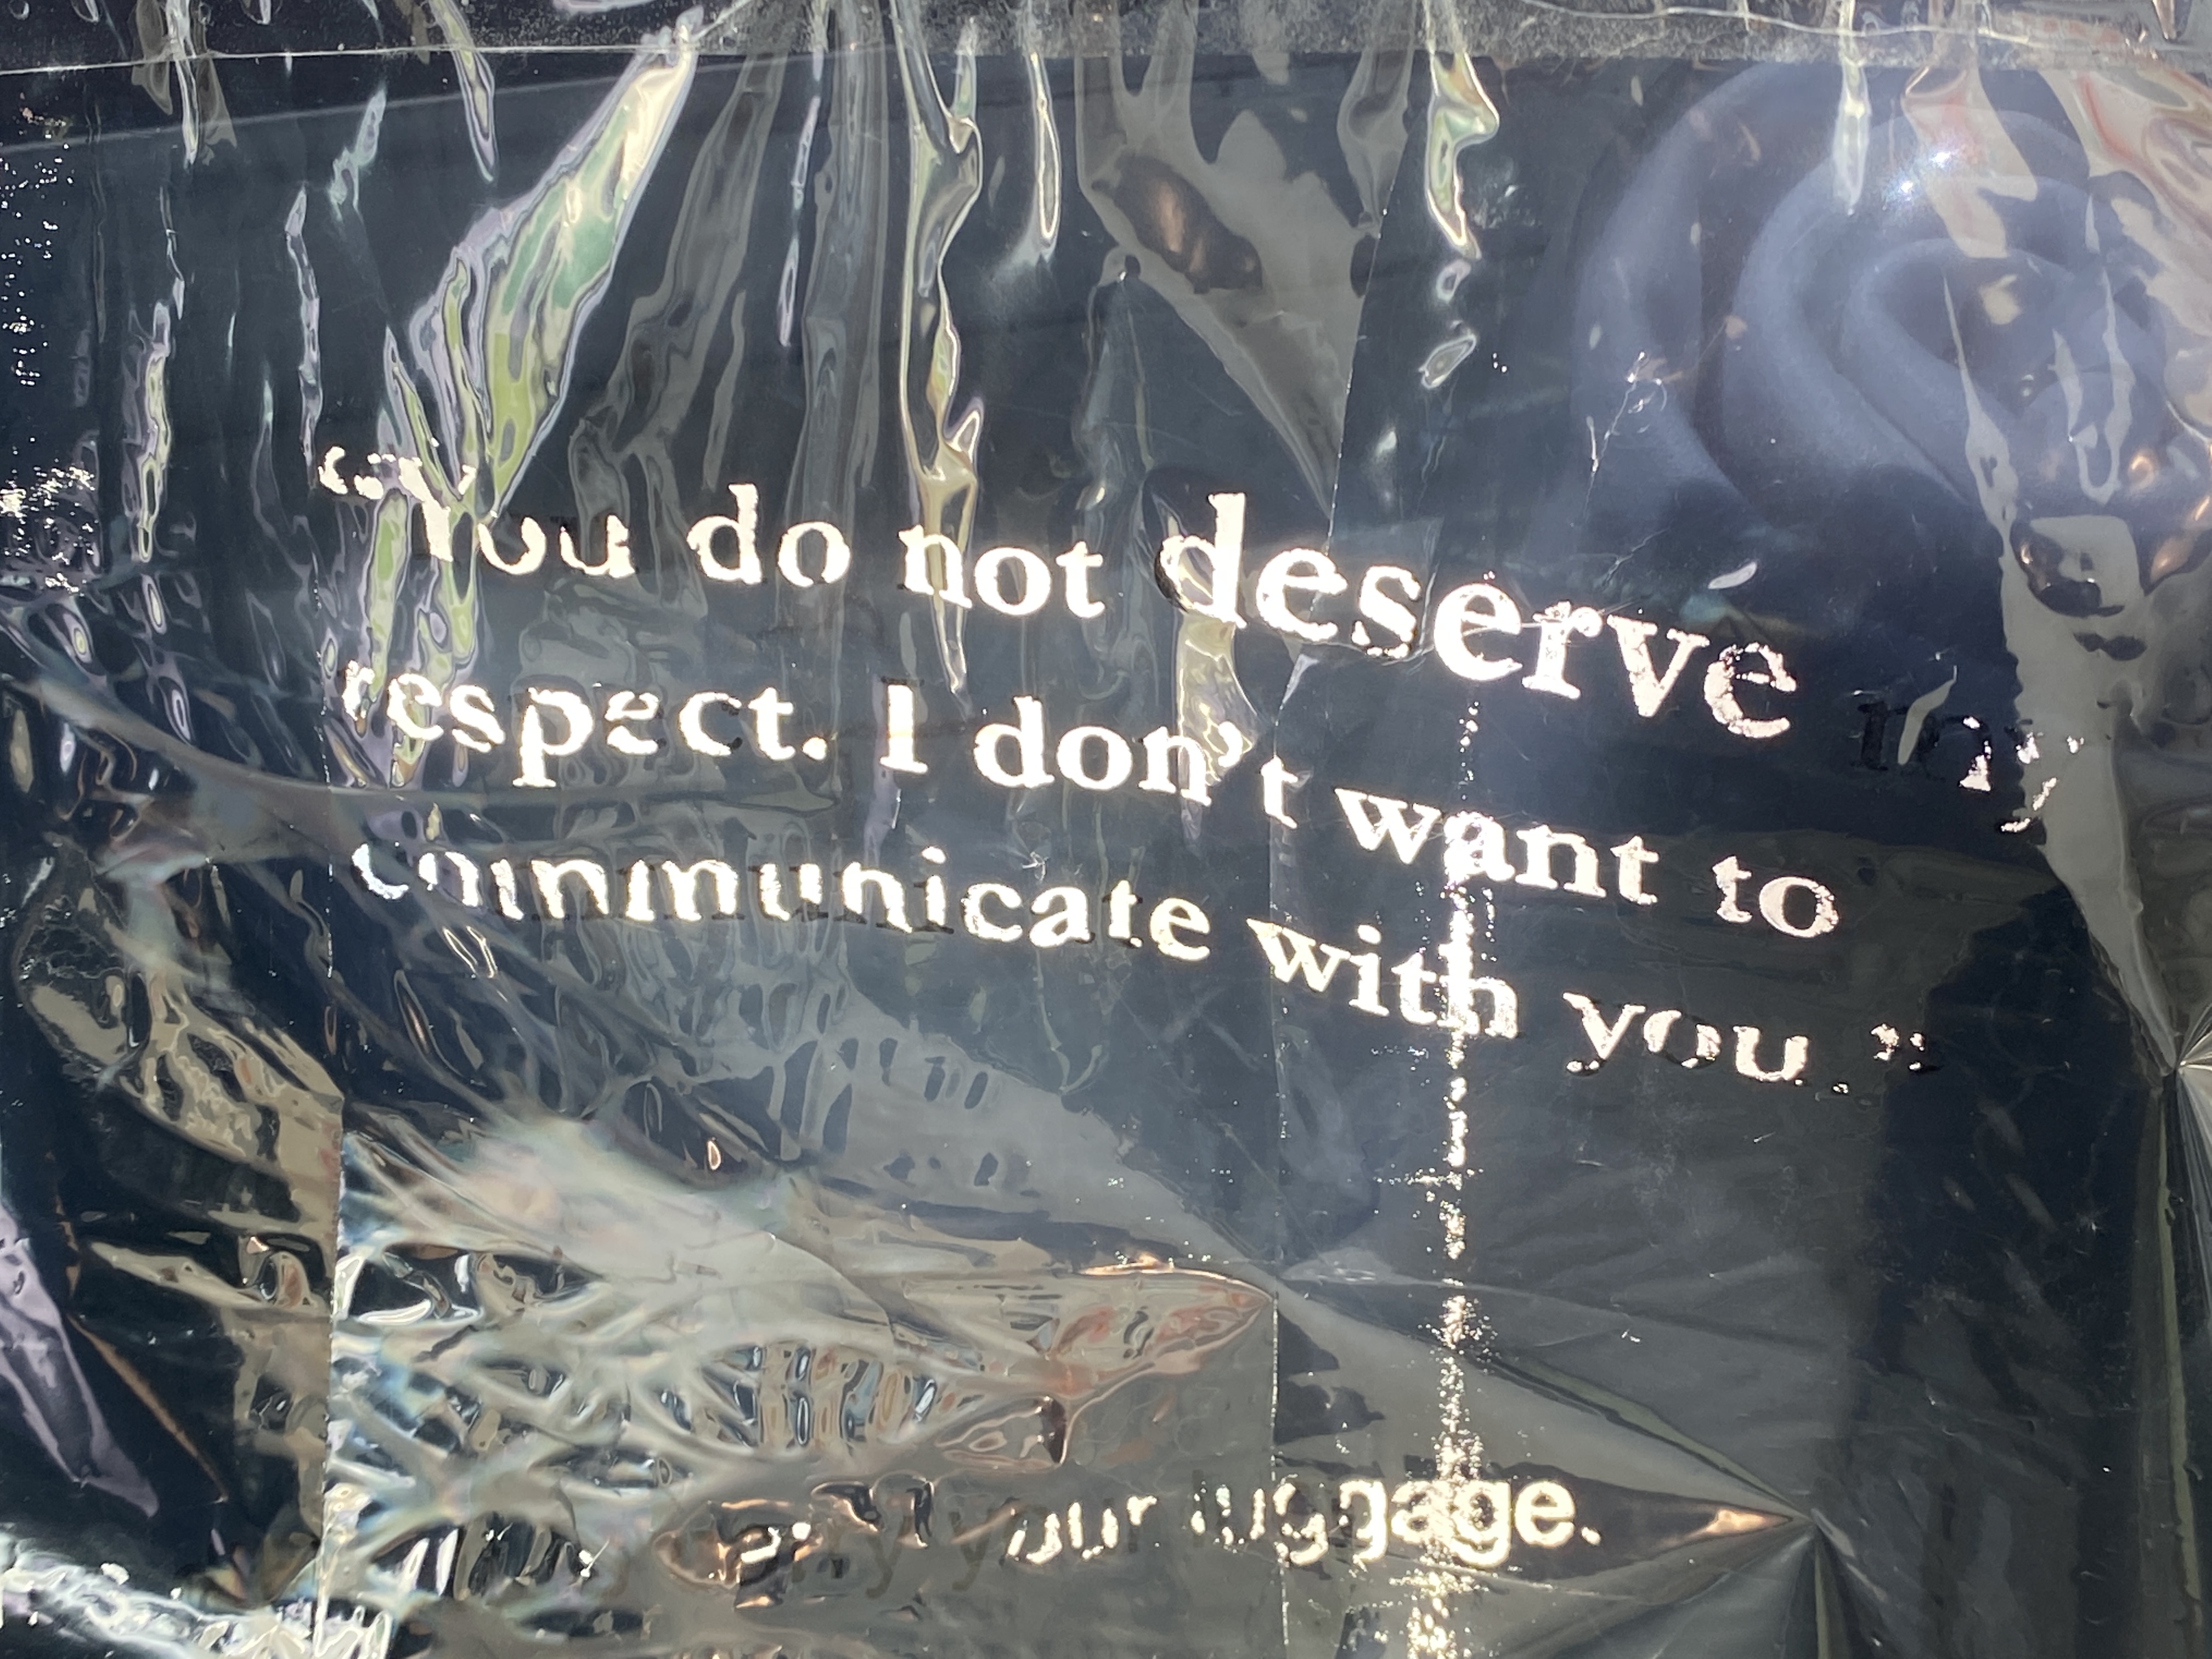 “You do not deserve my
respect. I don’t want to
communicate with you.”
your luggage.